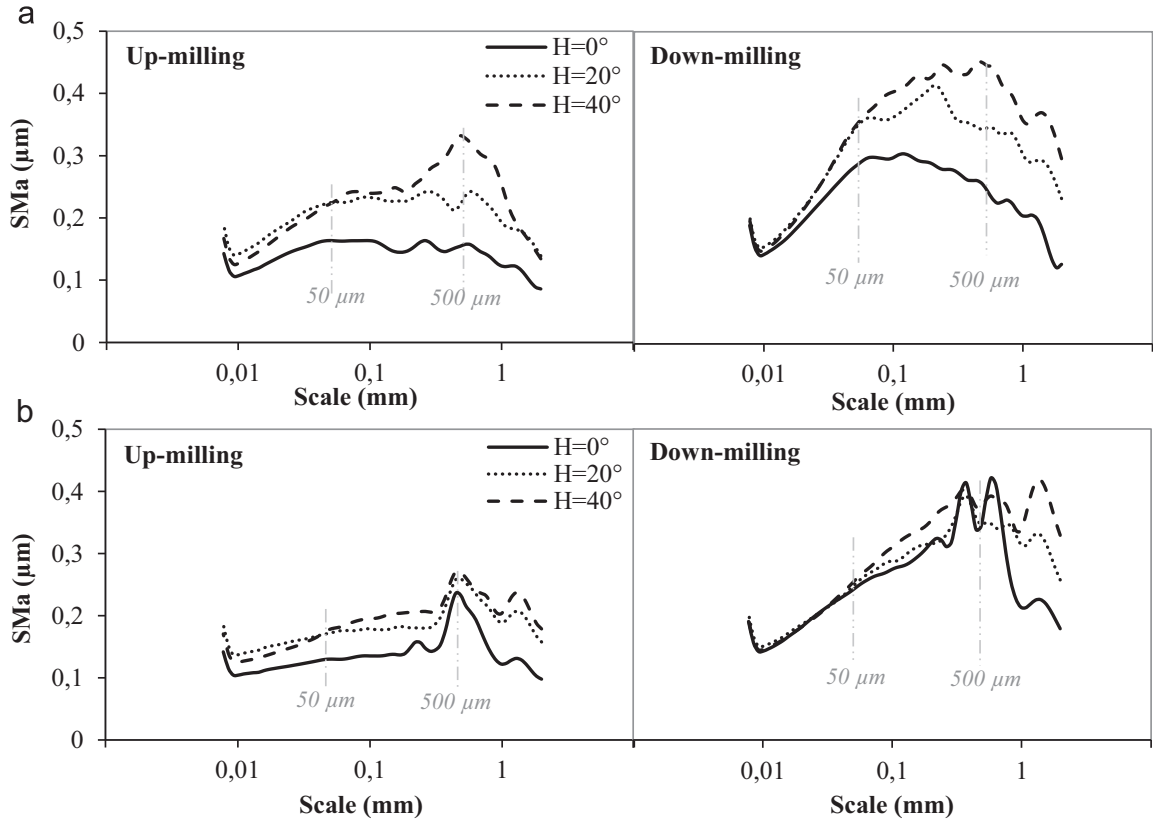 a
0,5
0,4
0,3
0,2
0,1
0
SMa (µm)
Up-milling
H=0°
H=20°
H=40°
50 µm
500 µm
0,01
0,1
1
Scale (mm)
Down-milling
50 µm
500 µm
0,01
0,1
1
Scale (mm)
b
0,5
0,4
0,3
0,2
0,1
0
SMa (µm)
Up-milling
H=0°
H=20°
H=40°
50 µm
500 µm
0,01
0,1
1
Scale (mm)
Down-milling
50 µm
500 µm
0,01
0,1
1
Scale (mm)